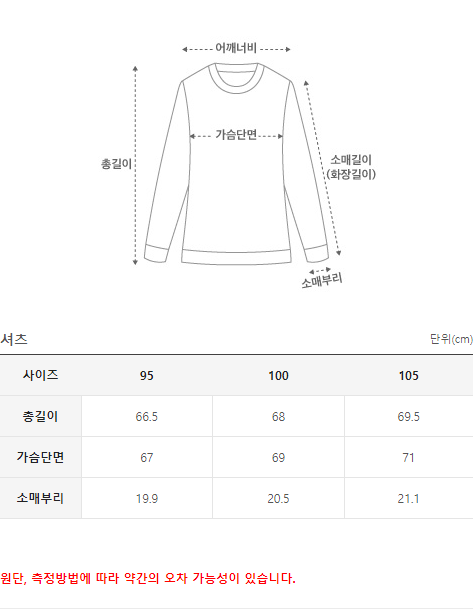 어깨너비
가슴단면
총길이
소매길이
(화장길이)
소매부리
셔츠 단위(cm)
사이즈 95 100 105
총길이 66.5 68 69.5
가슴단면 67 69 71
소매부리 19.9 20.5 21.1
원단, 측정방법에 따라 약간의 오차 가능성이 있습니다.